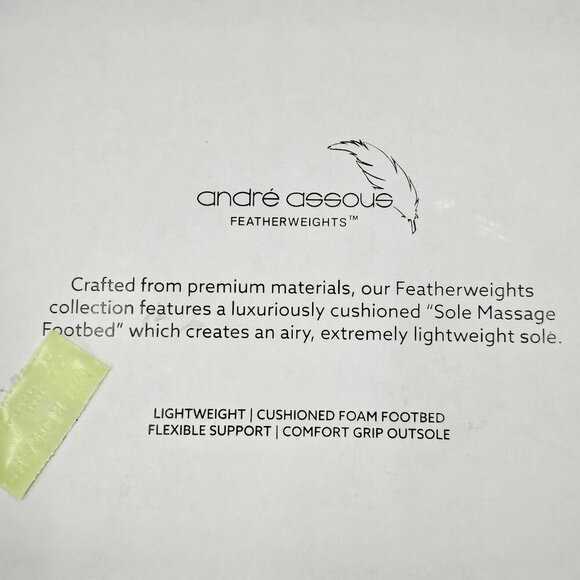 andré assous
FEATHERWEIGHTS™
Crafted from premium materials, our Featherweights
collection features a luxuriously cushioned “Sole Massage
Footbed” which creates an airy, extremely lightweight sole.
LIGHTWEIGHT | CUSHIONED FOAM FOOTBED
FLEXIBLE SUPPORT | COMFORT GRIP OUTSOLE